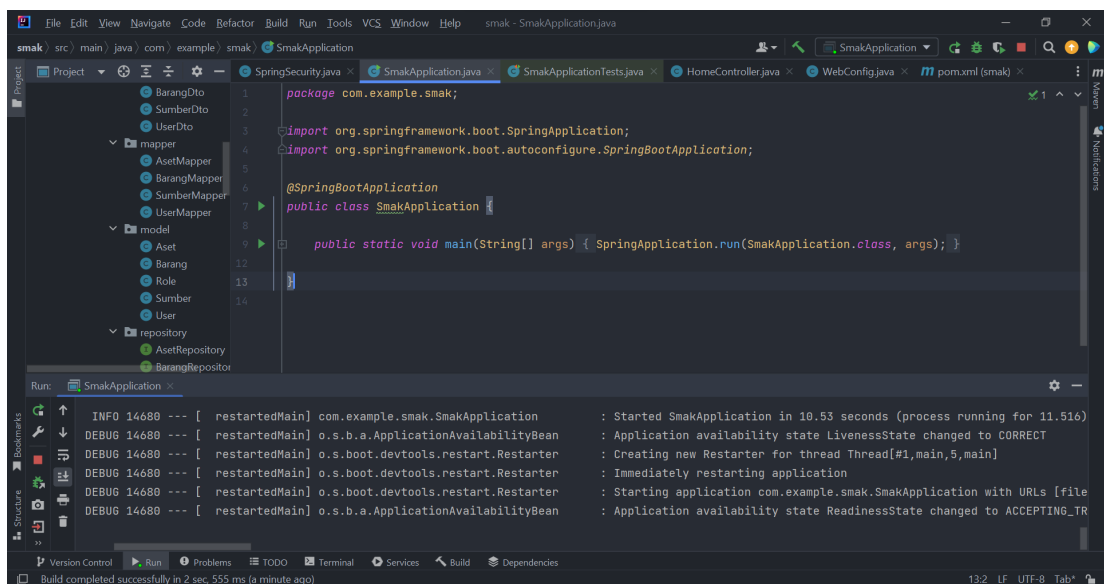 File Edit View Navigate Code Refactor Build Run Tools VCS Window Help smak - SmakApplication.java
smak src main java com example smak SmakApplication
SmakApplication
Project
SpringSecurity.java SmakApplication.java SmakApplicationTests.java HomeController.java WebConfig.java pom.xml (smak)
BarangDto
SumberDto
UserDto
mapper
AsetMapper
BarangMapper
SumberMapper
UserMapper
model
Aset
Barang
Role
Sumber
User
repository
AsetRepository
BarangRepositor
1 package com.example.smak;
2
3 import org.springframework.boot.SpringApplication;
4 import org.springframework.boot.autoconfigure.SpringBootApplication;
5
6 @SpringBootApplication
7 public class SmakApplication {
8
9 public static void main(String[] args) { SpringApplication.run(SmakApplication.class, args); }
12
13 }
14
1
Project
Bookmarks
Structure
m
Maven
Notifications
Run: SmakApplication
INFO 14680 --- [ restartedMain] com.example.smak.SmakApplication : Started SmakApplication in 10.53 seconds (process running for 11.516)
DEBUG 14680 --- [ restartedMain] o.s.b.a.ApplicationAvailabilityBean : Application availability state LivenessState changed to CORRECT
DEBUG 14680 --- [ restartedMain] o.s.boot.devtools.restart.Restarter : Creating new Restarter for thread Thread[#1,main,5,main]
DEBUG 14680 --- [ restartedMain] o.s.boot.devtools.restart.Restarter : Immediately restarting application
DEBUG 14680 --- [ restartedMain] o.s.boot.devtools.restart.Restarter : Starting application com.example.smak.SmakApplication with URLs [file
DEBUG 14680 --- [ restartedMain] o.s.b.a.ApplicationAvailabilityBean : Application availability state ReadinessState changed to ACCEPTING_TR
Version Control Run Problems TODO Terminal Services Build Dependencies
Build completed successfully in 2 sec, 555 ms (a minute ago) 13:2 LF UTF-8 Tab*